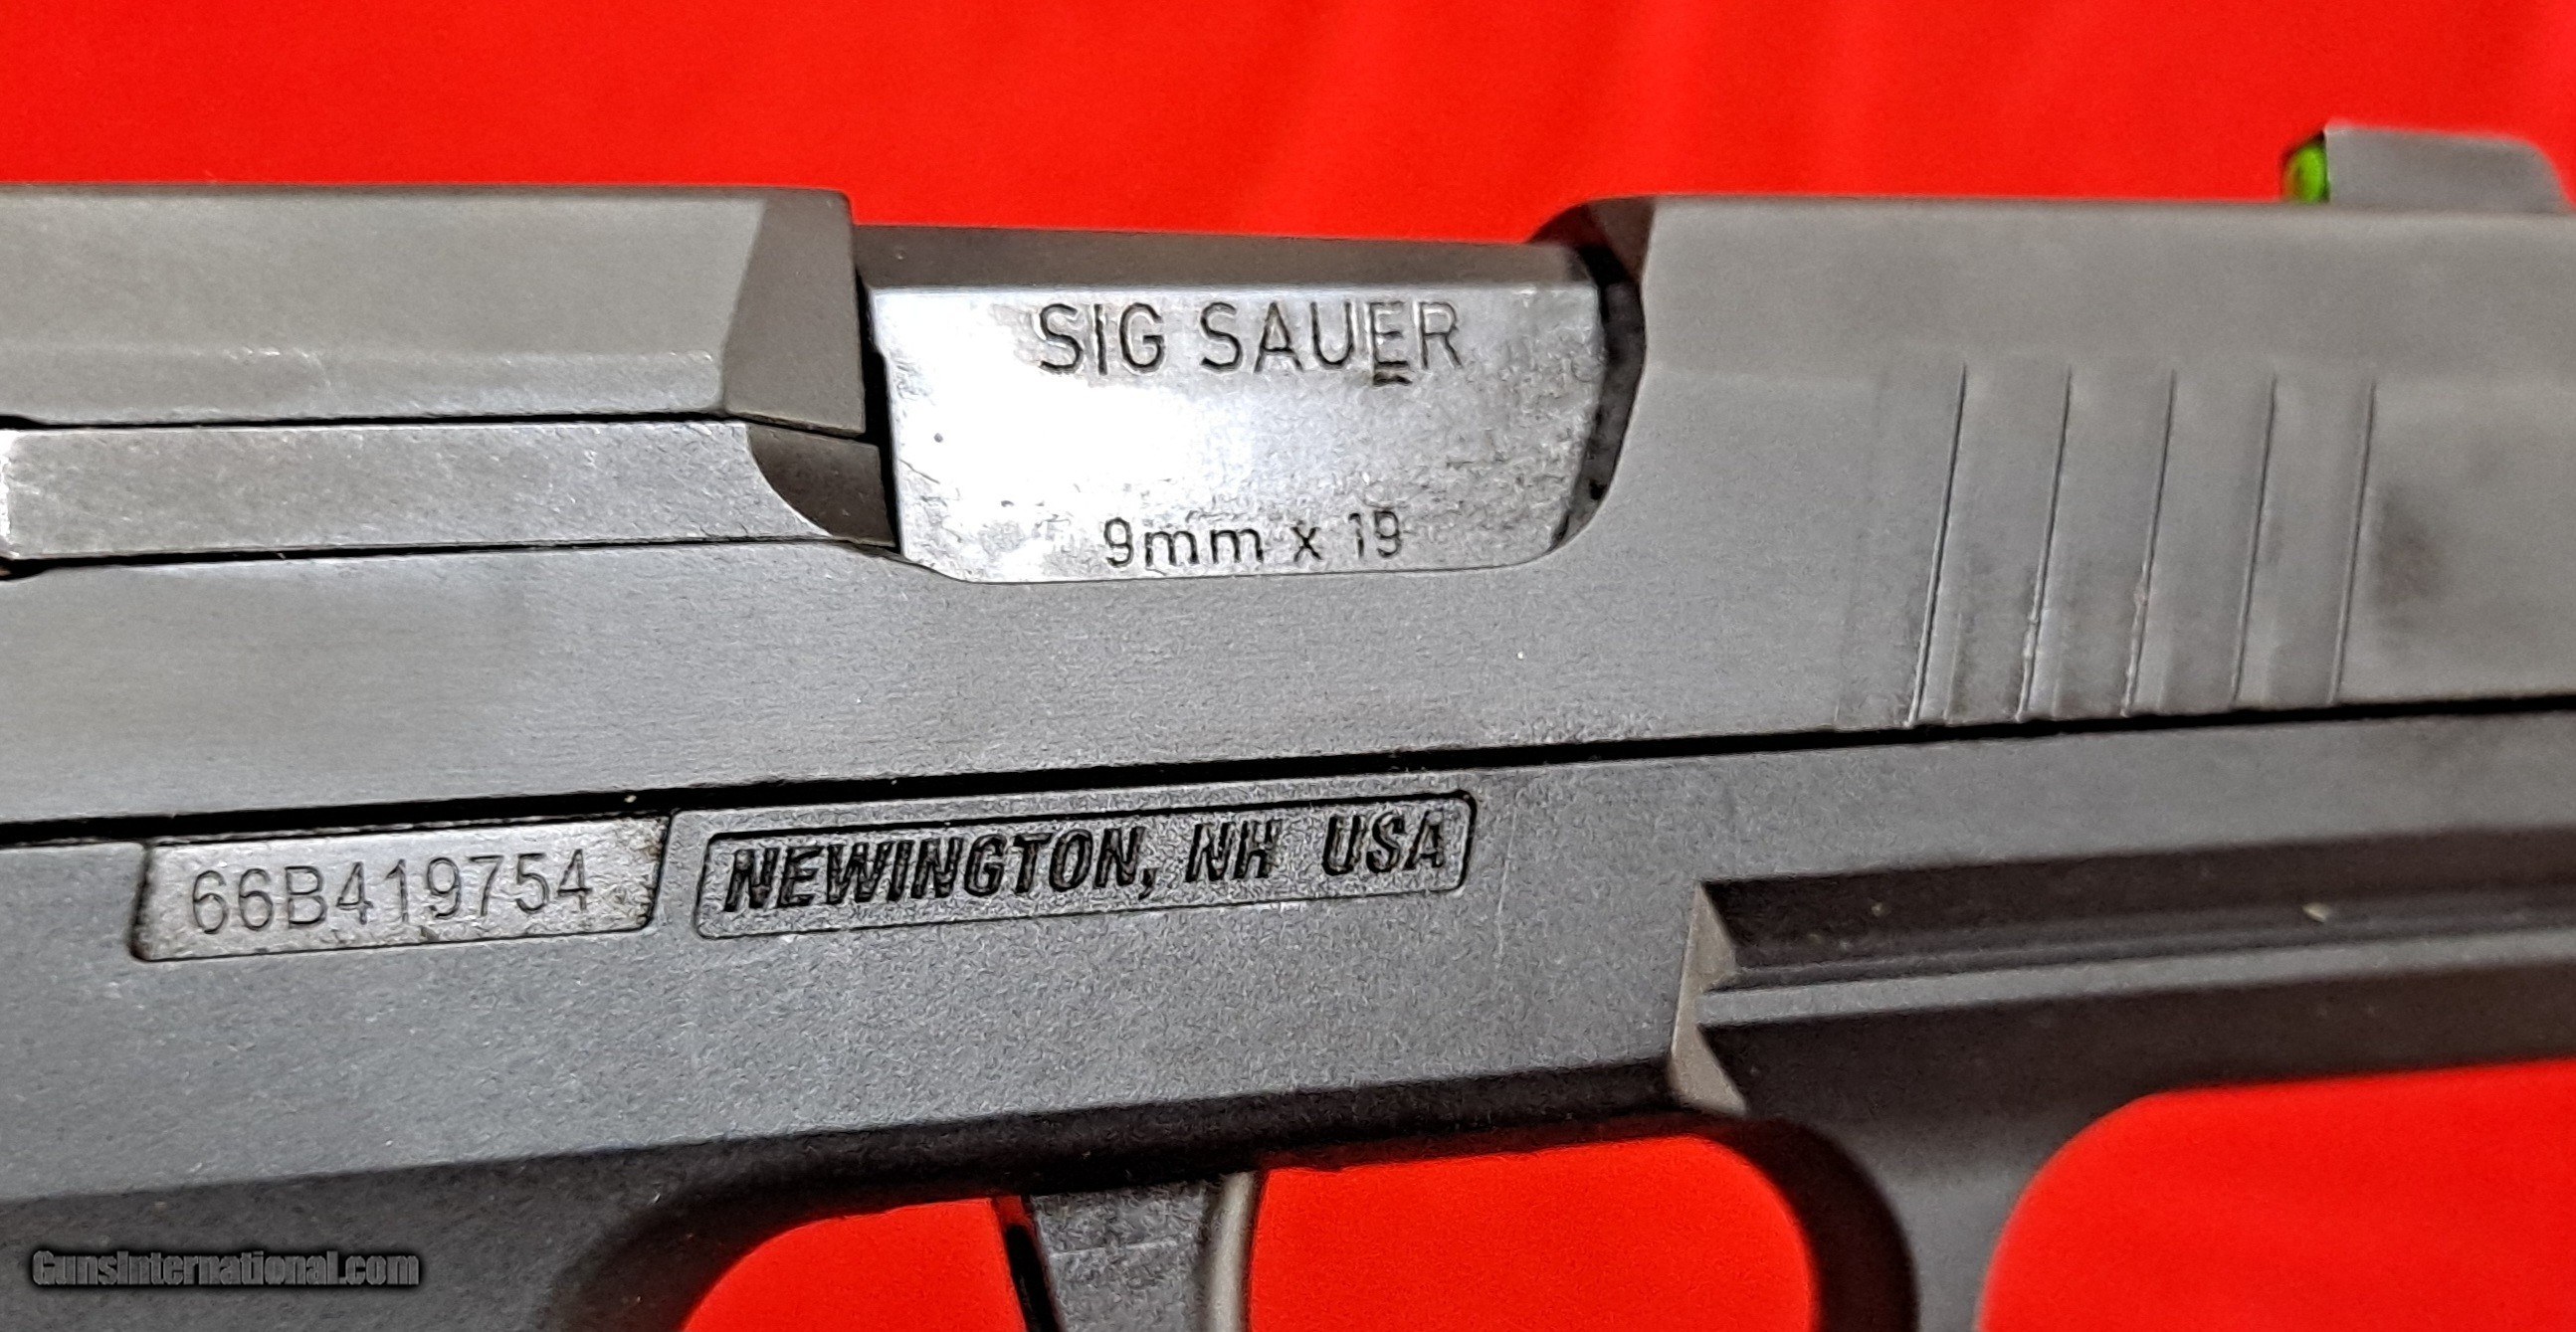 SIG SAUER
9mm x 19
66B419754
NEWINGTON, NH USA
GunsInternational.com